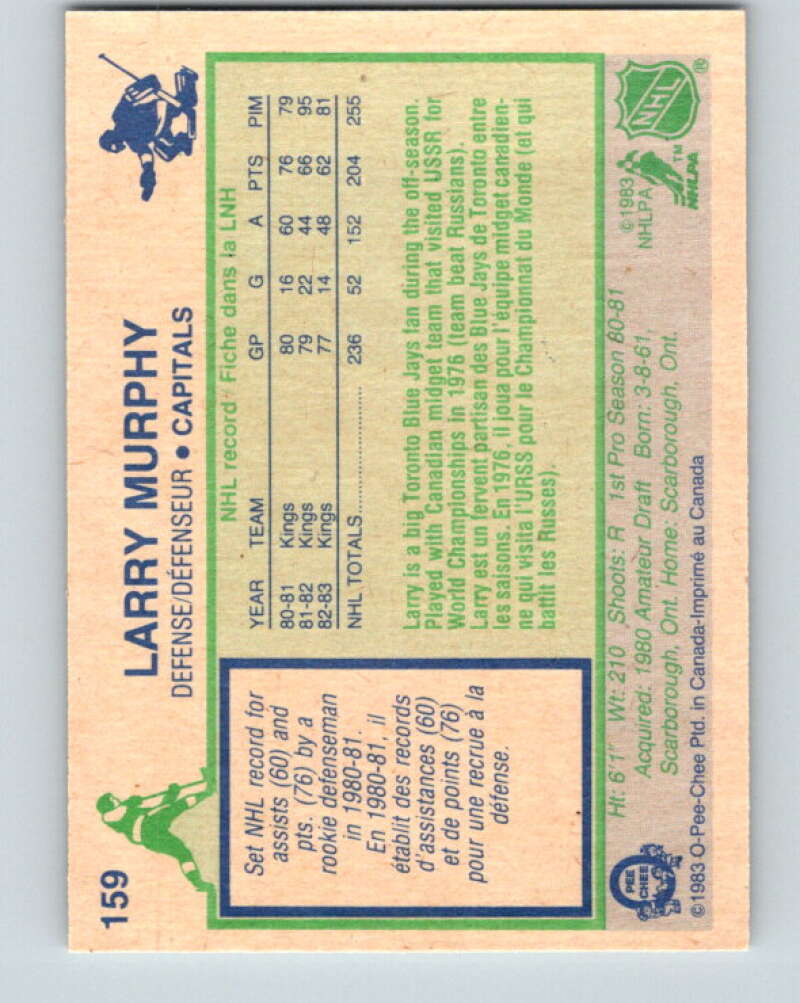 159
LARRY MURPHY
DEFENSE/DÉFENSEUR • CAPITALS
Set NHL record for
assists (60) and
pts. (76) by a
rookie defenseman
in 1980-81.
En 1980-81, il
établit des records
d'assistances (60)
et de points (76)
pour une recrue à la
défense.
NHL record · Fiche dans la LNH
YEAR TEAM GP G A PTS PIM
80-81 Kings 80 16 60 76 79
81-82 Kings 79 22 44 66 95
82-83 Kings 77 14 48 62 81
NHL TOTALS.................... 236 52 152 204 255
Larry is a big Toronto Blue Jays fan during the off-season.
Played with Canadian midget team that visited USSR for
World Championships in 1976 (team beat Russians).
Larry est un fervent partisan des Blue Jays de Toronto entre
les saisons. En 1976, il joua pour l'équipe midget canadien-
ne qui visita l'URSS pour le Championnat du Monde (et qui
battit les Russes).
Ht: 6'1" Wt: 210 Shoots: R 1st Pro Season 80-81
Acquired: 1980 Amateur Draft Born: 3-8-61,
Scarborough, Ont. Home: Scarborough, Ont.
©1983 O-Pee-Chee Ptd. in Canada-Imprimé au Canada
O
PEE
CHEE
©1983
NHLPA
NHLPA
TM
NHL
®